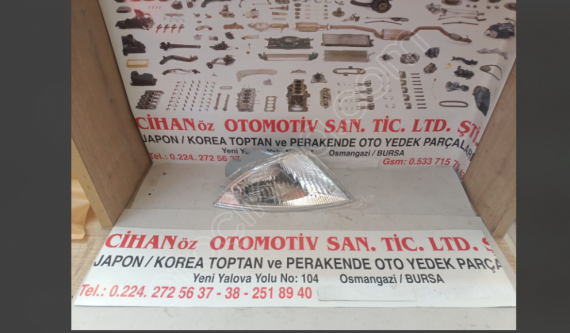 CİHANöz OTOMOTİV SAN. TİC. LTD. ŞTİ
JAPON / KOREA TOPTAN ve PERAKENDE OTO YEDEK PARÇALARI
Yeni Osmangazi / BURSA
Tel.: 0.224. 272 56 37 Gsm: 0.533 715
CİHANöz OTOMOTİV SAN. TİC. LTD. Ş
JAPON / KOREA TOPTAN ve PERAKENDE OTO YEDEK PARÇA
Yeni Yalova Yolu No: 104 Osmangazi / BURSA
Tel.: 0.224. 272 56 37 - 38 - 251 89 40